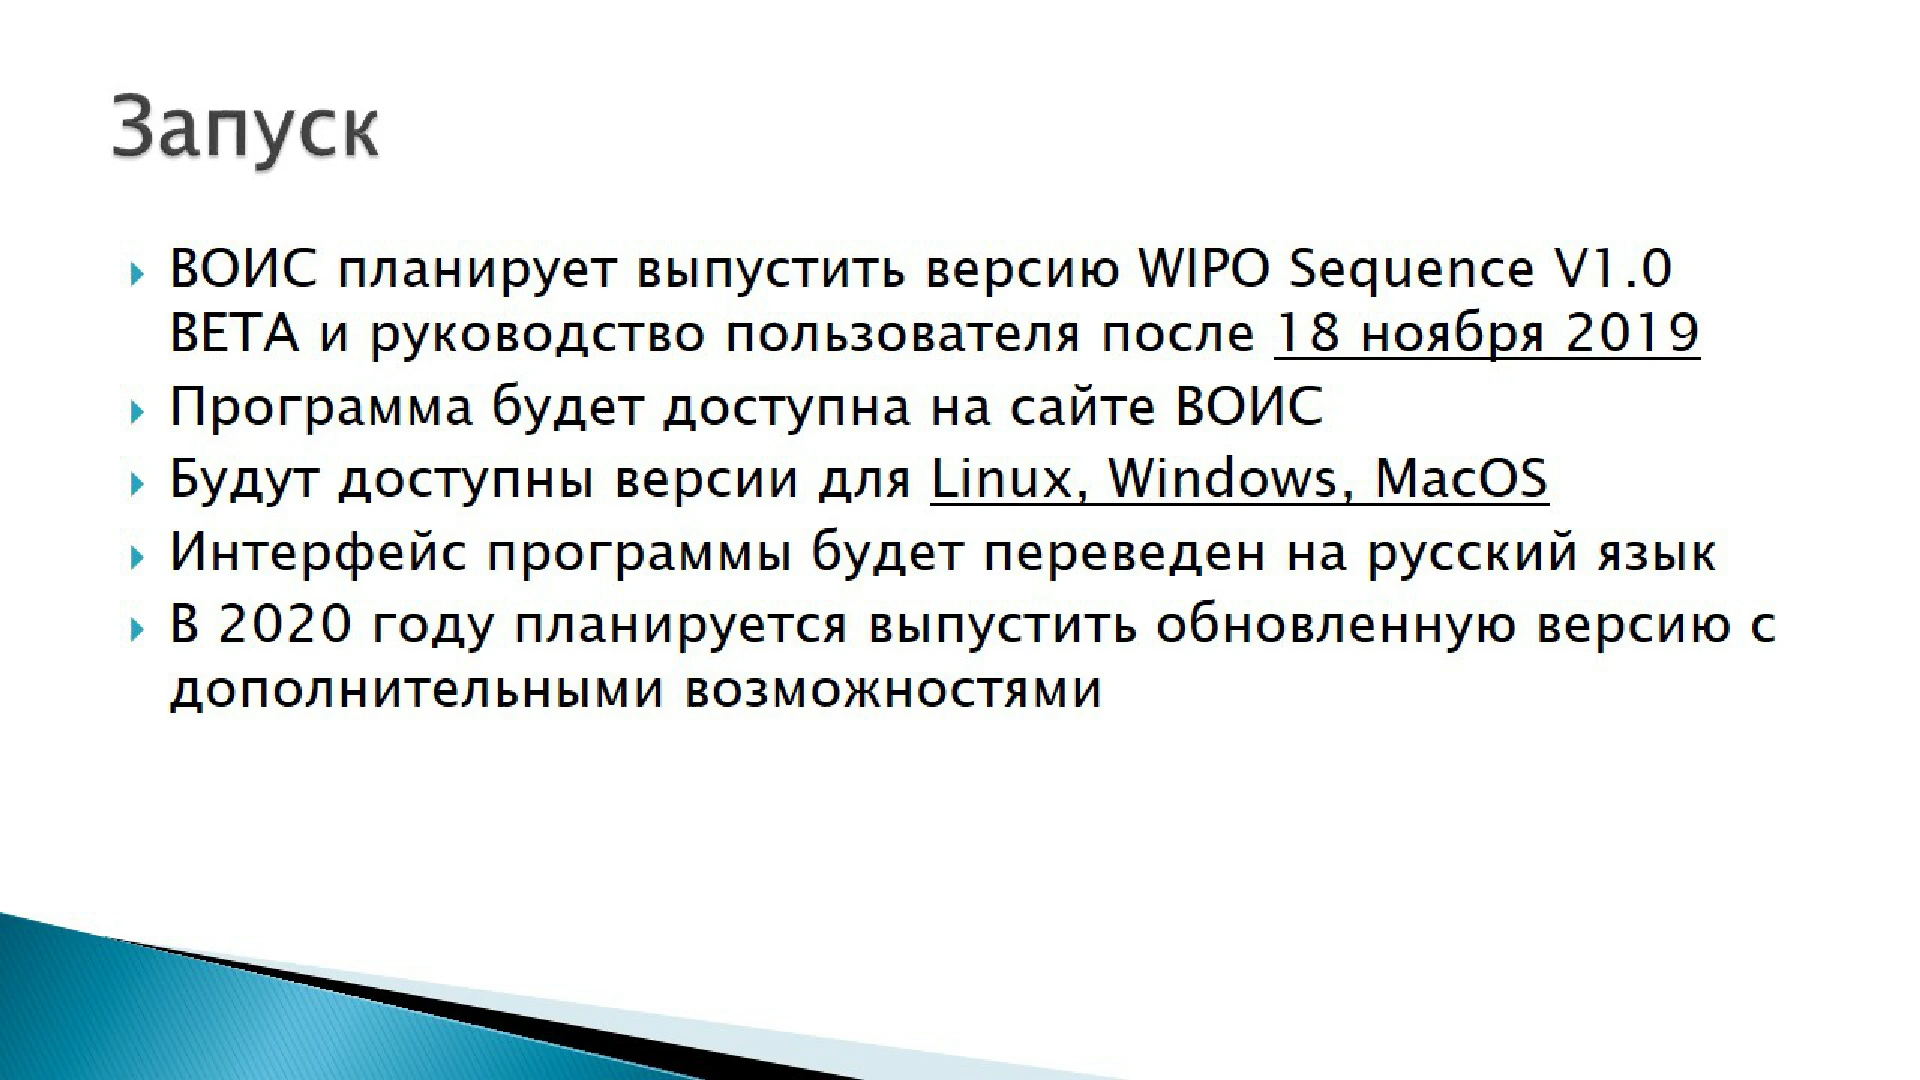 Запуск
ВОИС планирует выпустить версию WIPO Sequence V1.0
BETA и руководство пользователя после 18 ноября 2019
Программа будет доступна на сайте ВОИС
Будут доступны версии для Linux, Windows, MacOS
Интерфейс программы будет переведен на русский язык
В 2020 году планируется выпустить обновленную версию с
дополнительными возможностями